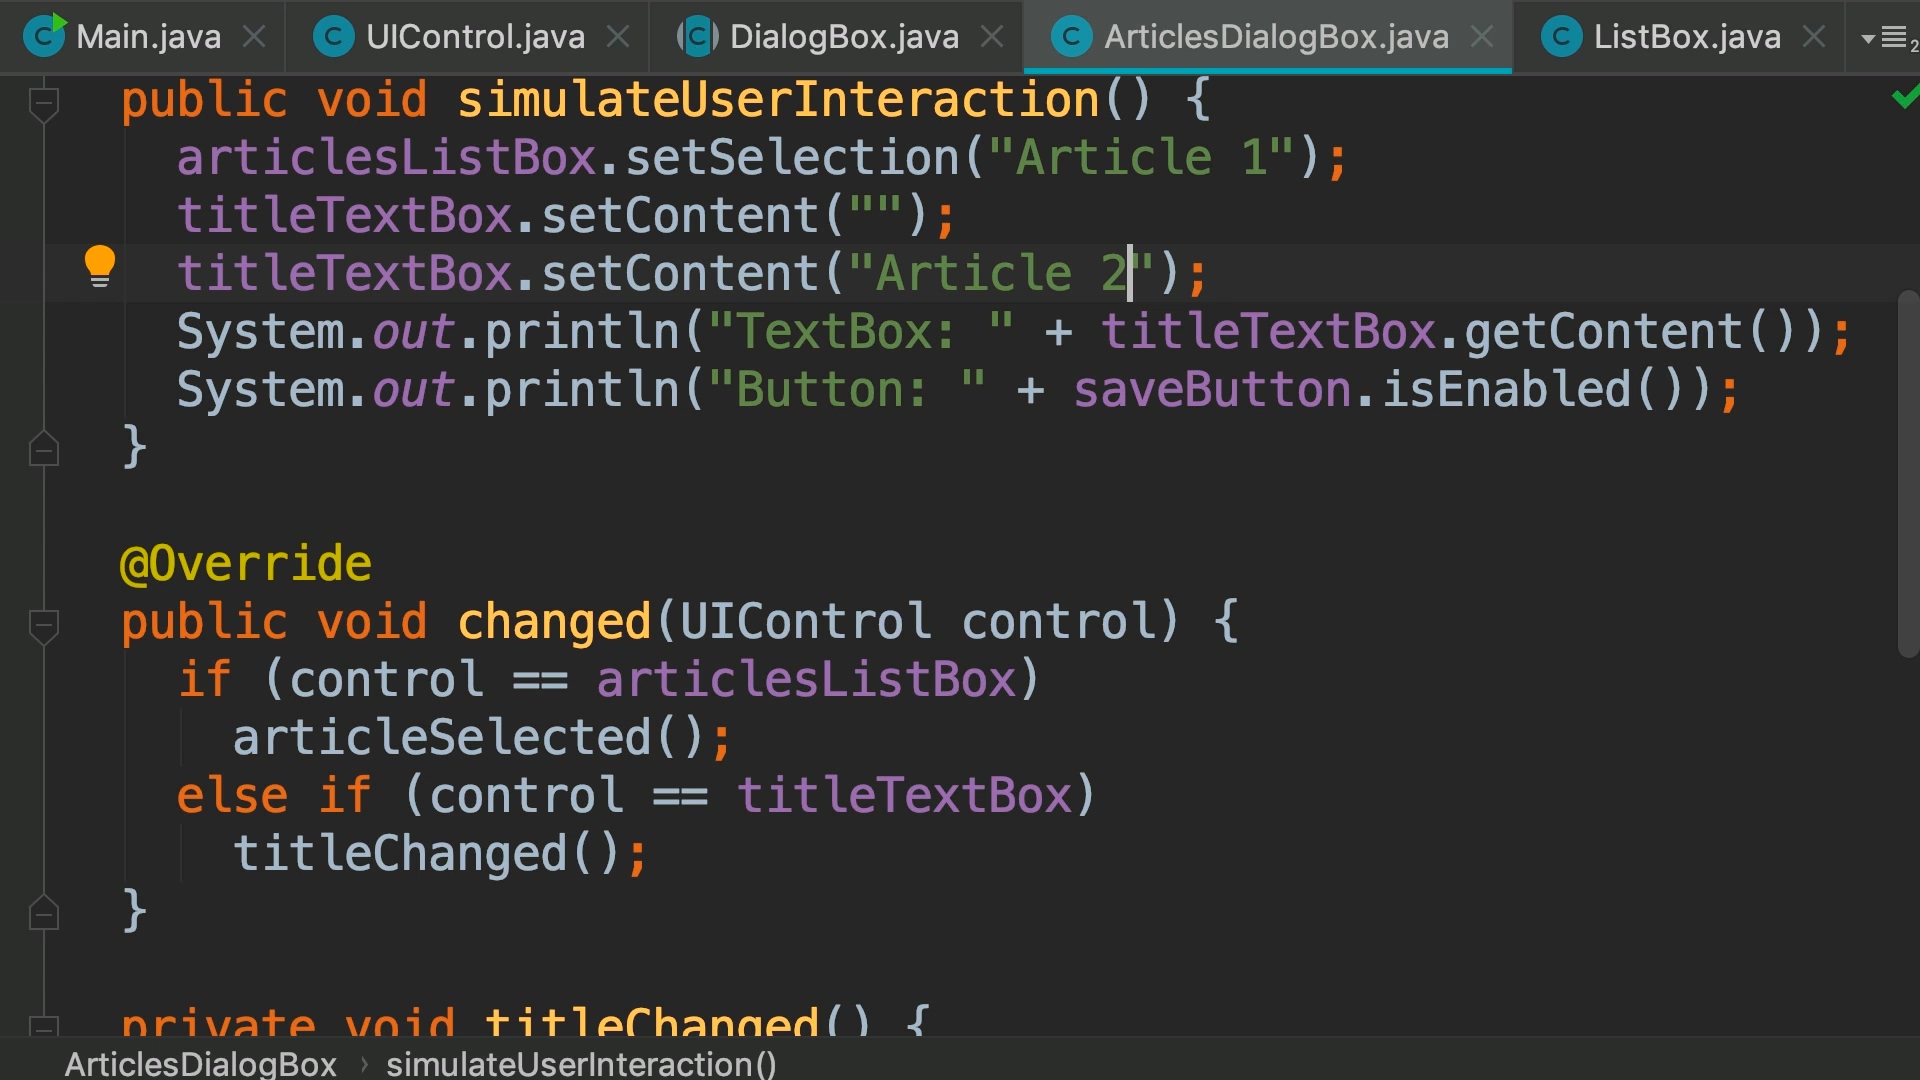 Main.java UIControl.java DialogBox.java ArticlesDialogBox.java ListBox.java 2
public void simulateUserInteraction() {
articlesListBox.setSelection("Article 1");
titleTextBox.setContent("");
titleTextBox.setContent("Article 2");
System.out.println("TextBox: " + titleTextBox.getContent());
System.out.println("Button: " + saveButton.isEnabled());
}
@Override
public void changed(UIControl control) {
if (control == articlesListBox)
articleSelected();
else if (control == titleTextBox)
titleChanged();
}
private void titleChanged() {
ArticlesDialogBox › simulateUserInteraction()